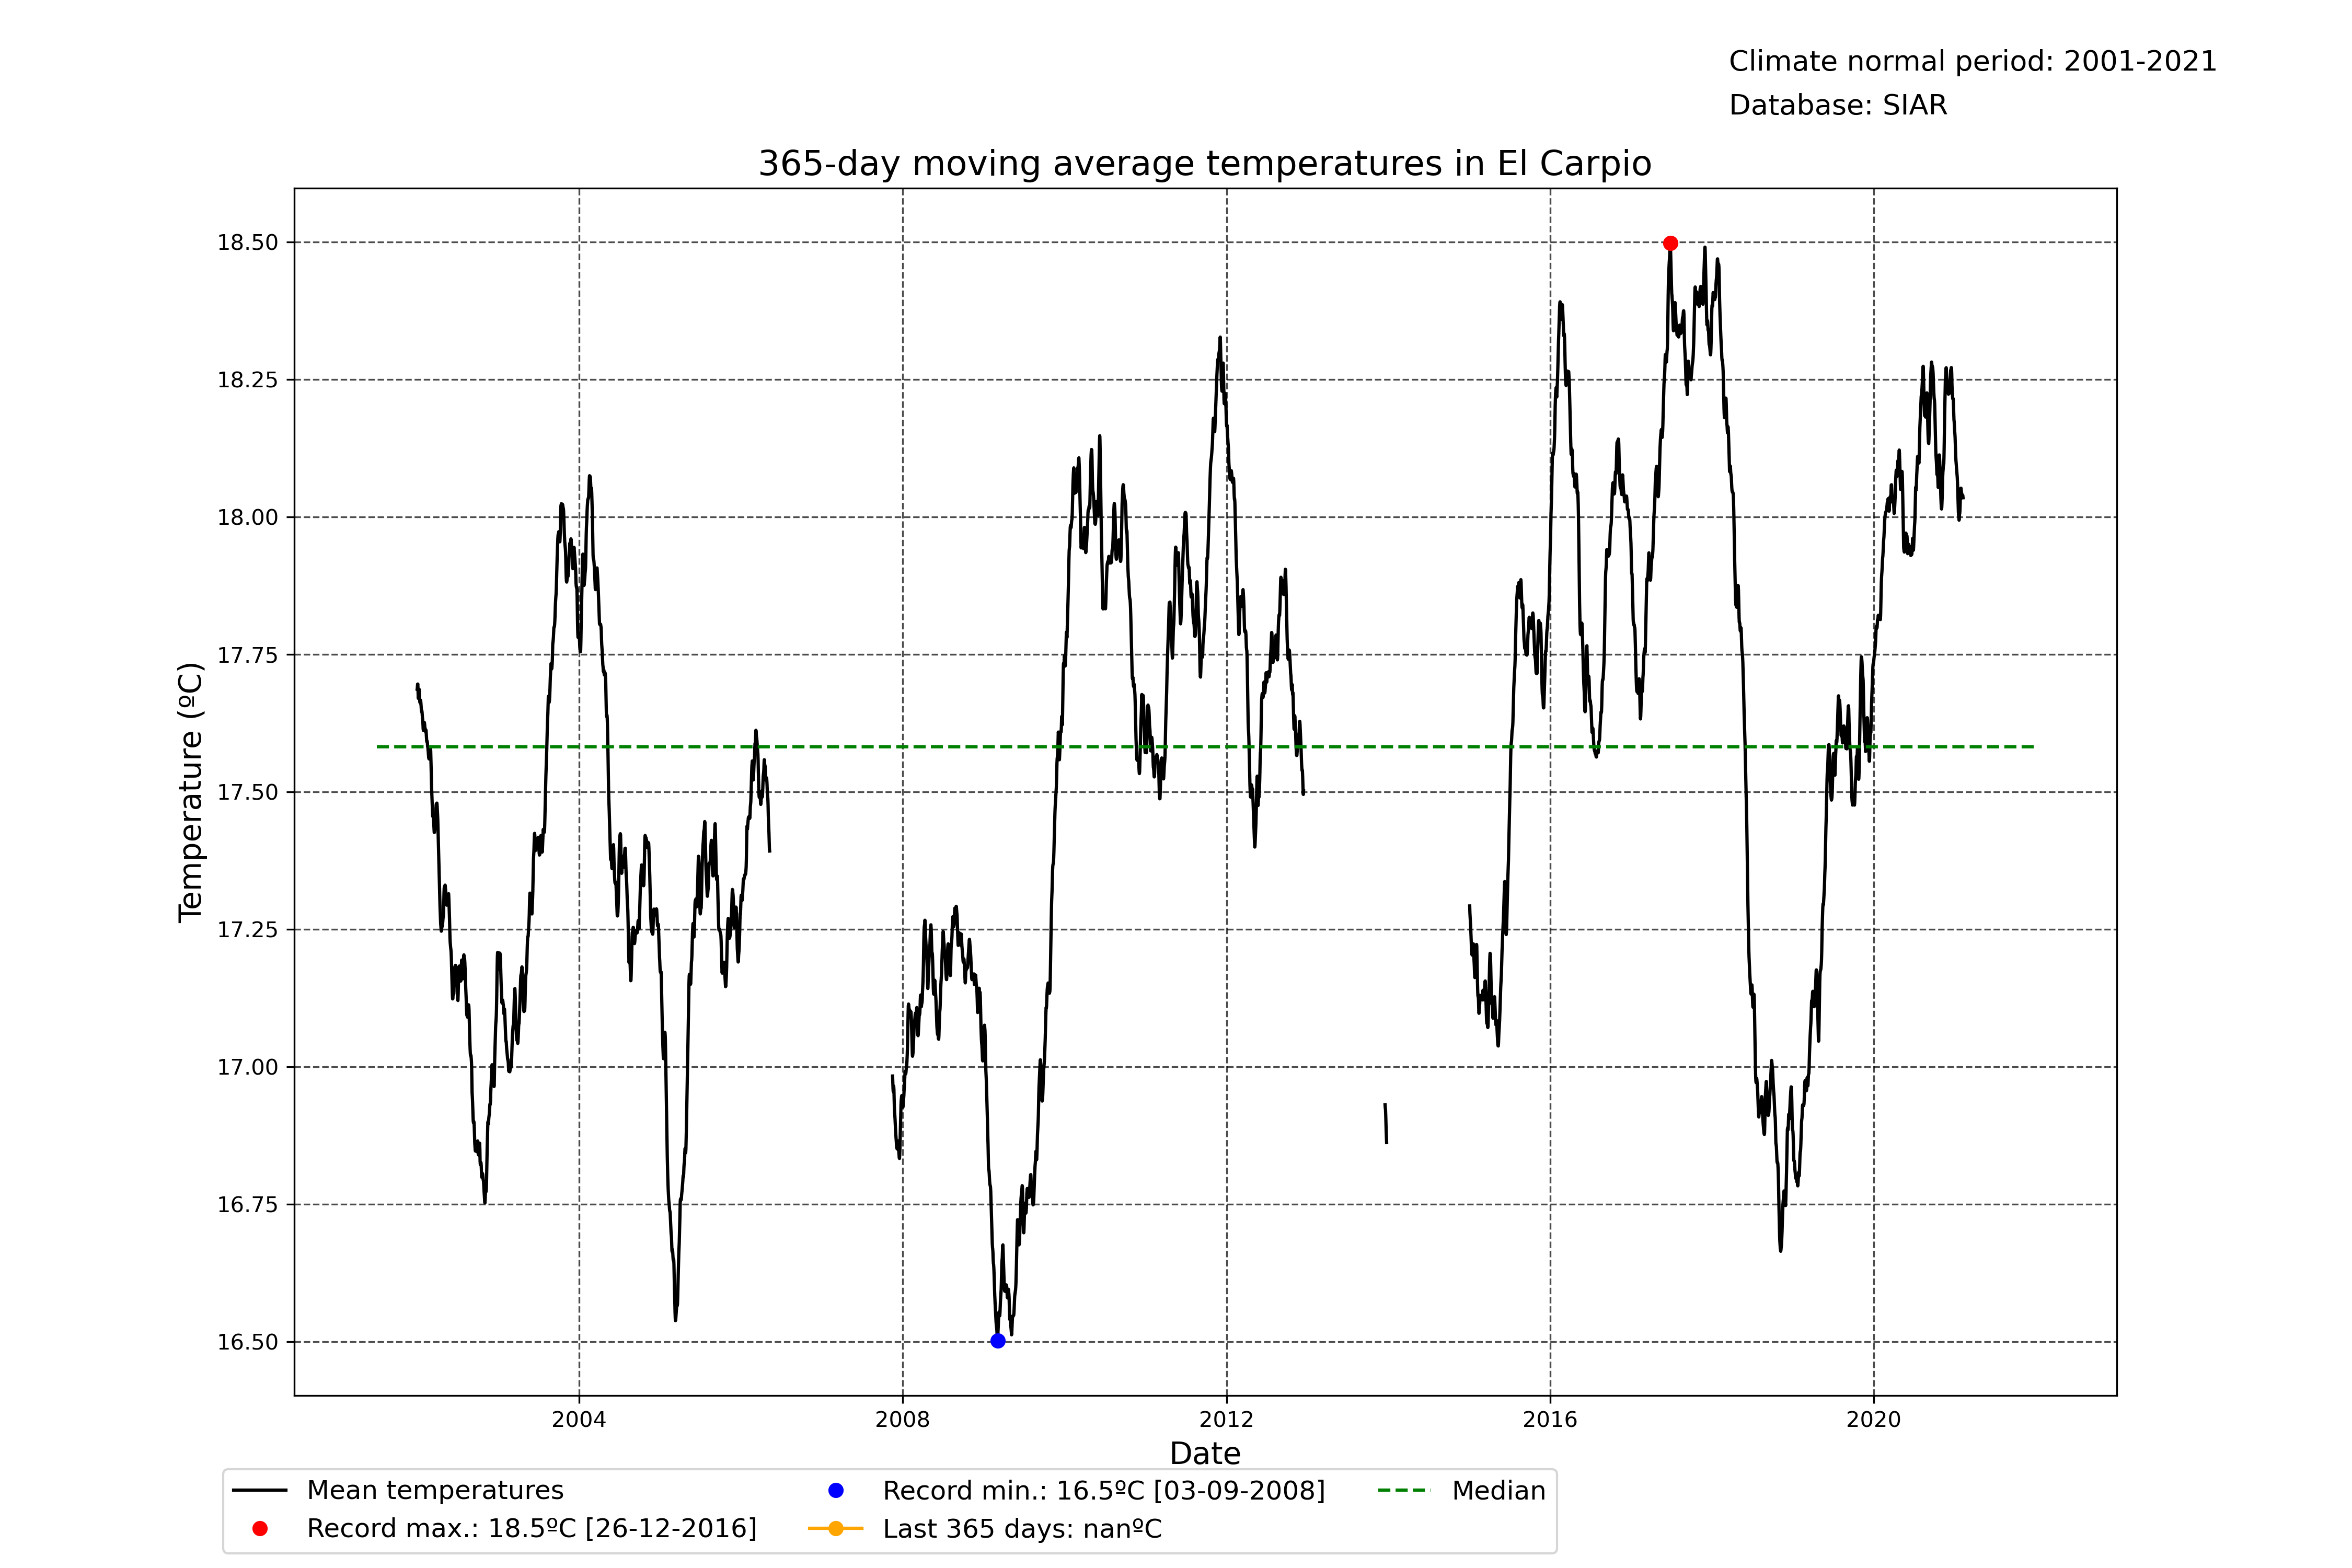 Climate normal period: 2001-2021
Database: SIAR
365-day moving average temperatures in El Carpio
Temperature (ºC)
18.50
18.25
18.00
17.75
17.50
17.25
17.00
16.75
16.50
2004 2008 2012 2016 2020
Date
Mean temperatures
Record max.: 18.5ºC [26-12-2016]
Record min.: 16.5ºC [03-09-2008]
Last 365 days: nanºC
Median